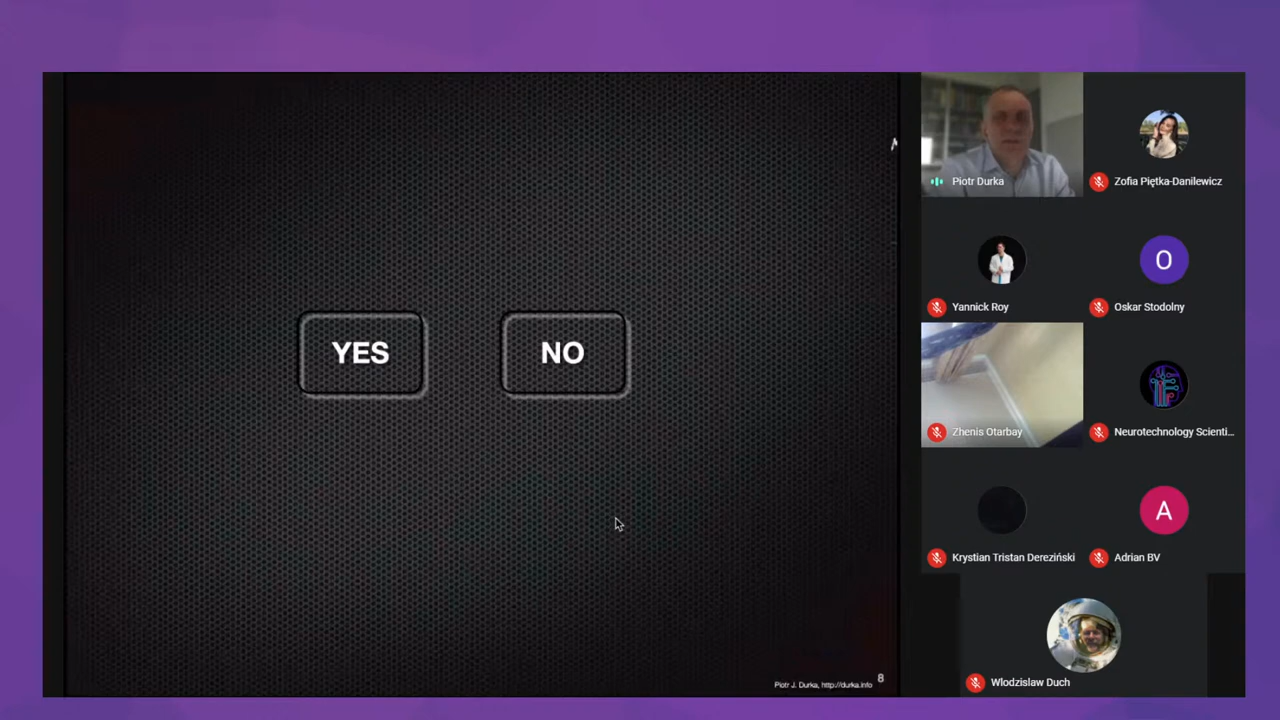 YES NO
Piotr J. Durka, http://durka.info 8
Piotr Durka
Zofia Piętka-Danilewicz
Yannick Roy
O
Oskar Stodolny
Zhenis Otarbay
Neurotechnology Scienti...
Krystian Tristan Dereziński
A
Adrian BV
Wlodzislaw Duch